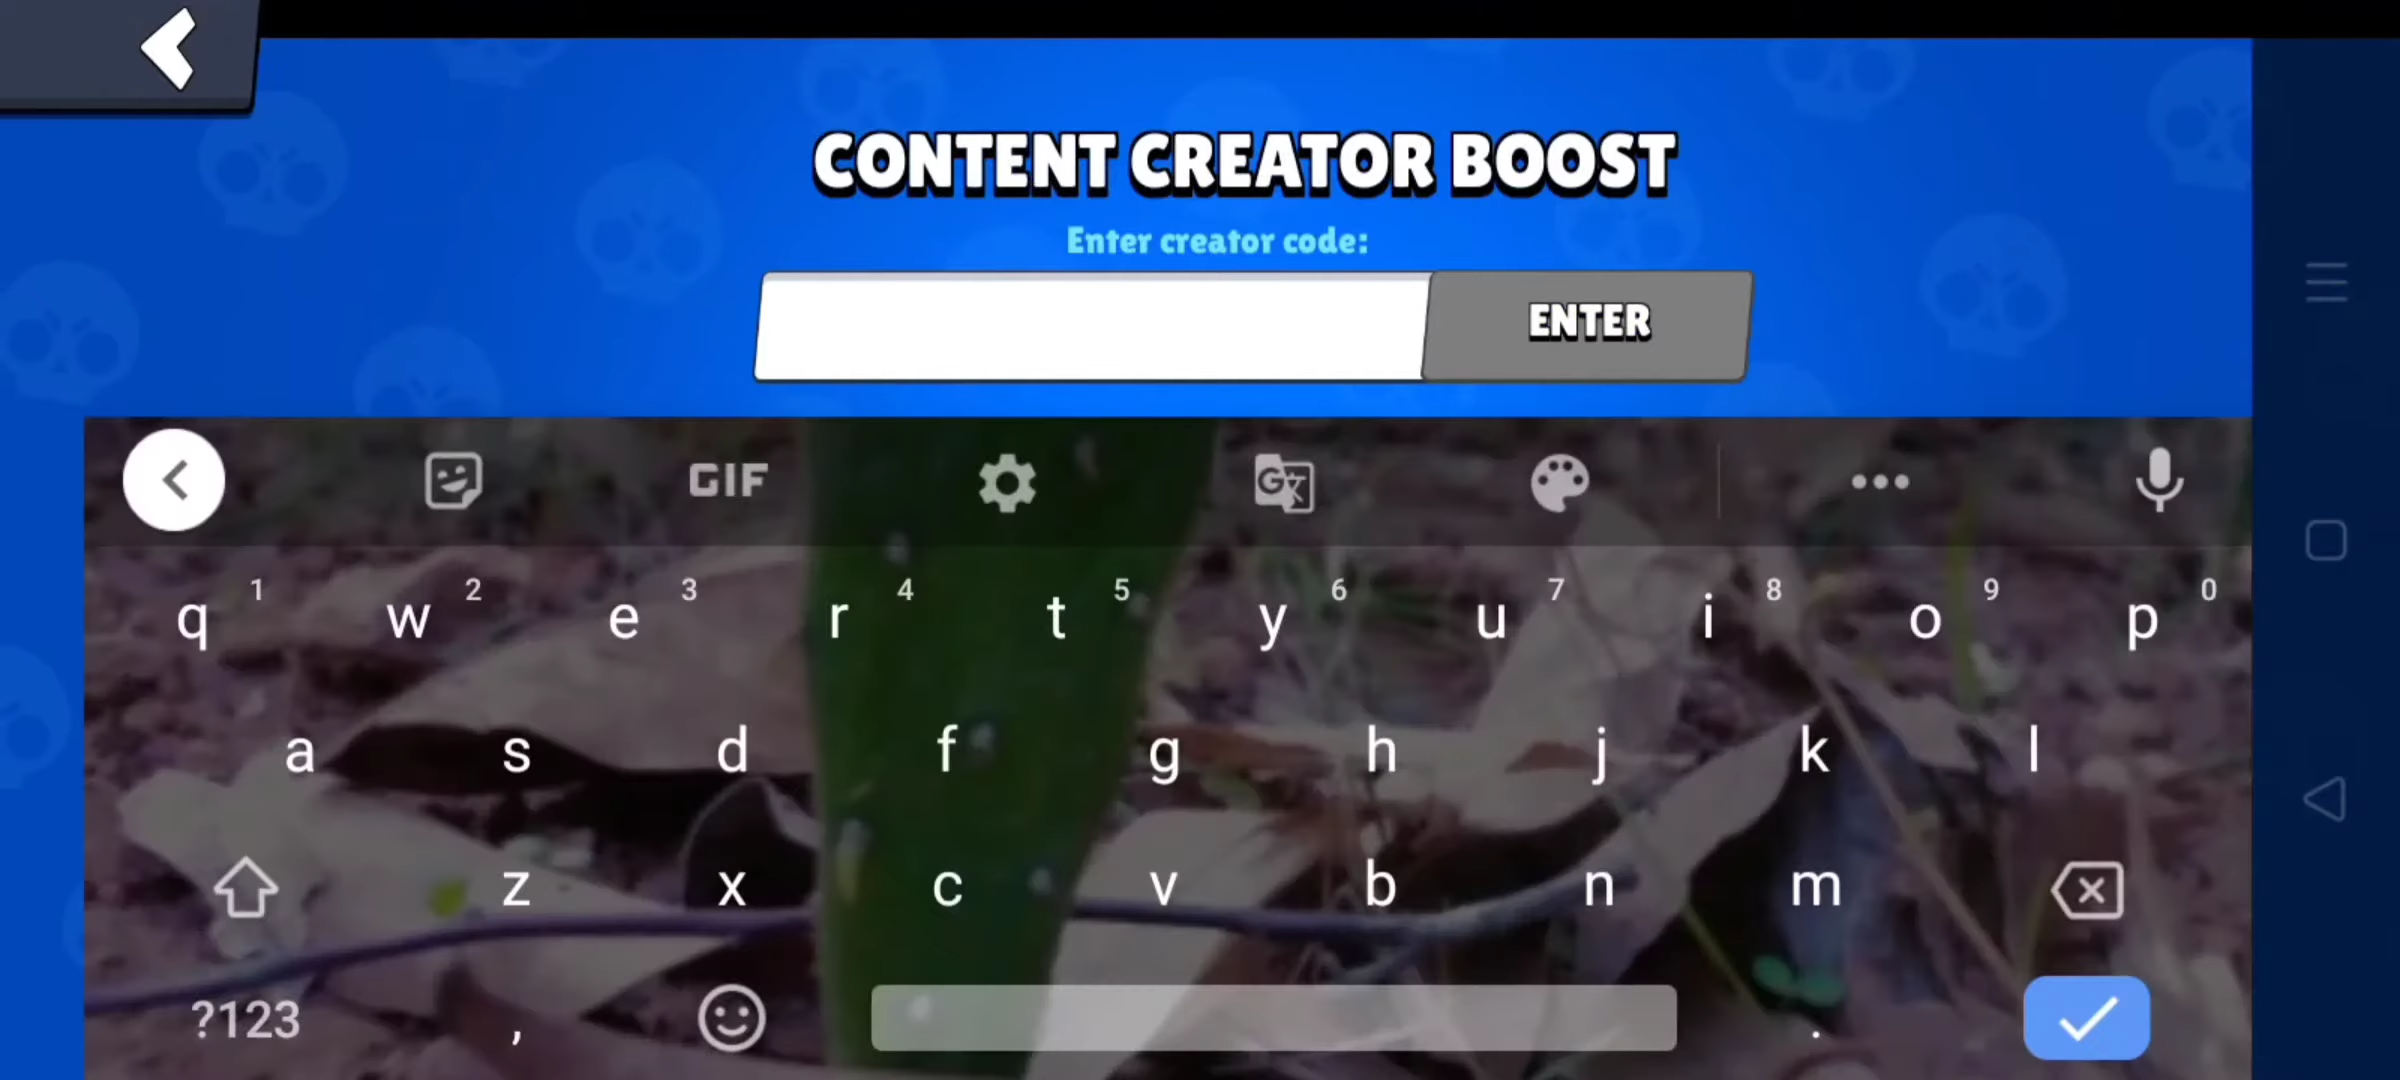 CONTENT CREATOR BOOST
Enter creator code:
ENTER
GIF
q 1 w 2 e 3 r 4 t 5 y 6 u 7 i 8 o 9 p 0
a s d f g h j k l
z x c v b n m
?123 , .